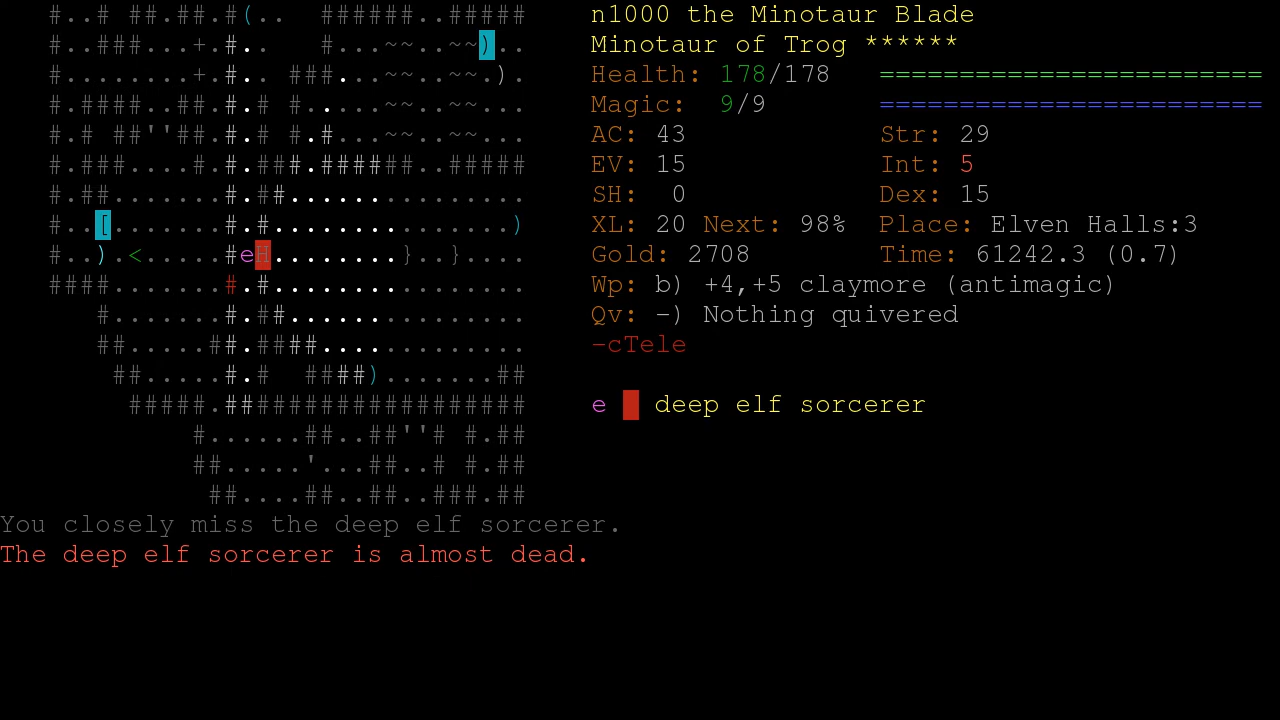 #..# ##.##.#(..  ######..##### n1000 the Minotaur Blade
#..###...+.#..   #...~~..~~).. Minotaur of Trog ******
#........+.#.. ###...~~..~~.). Health: 178/178 ========================
#.####..##.#.# #.....~~..~~... Magic: 9/9 ========================
#.# ##''##.#.# #.#...~~..~~... AC: 43 Str: 29
#.###....#.#.###.######..##### EV: 15 Int: 5
#.##.......#.##............... SH: 0 Dex: 15
#..[.......#.#...............) XL: 20 Next: 98% Place: Elven Halls:3
#..).<.....#eH........}..}.... Gold: 2708 Time: 61242.3 (0.7)
####.......#.#................ Wp: b) +4,+5 claymore (antimagic)
#.......#.##............... Qv: -) Nothing quivered
##.....##.####............. -cTele
##.....#.#  ####).......##
e deep elf sorcerer
#####.###################
#......##..##''# #.##
##.....'...##..# #.##
##....##..##..###.##
You closely miss the deep elf sorcerer.
The deep elf sorcerer is almost dead.